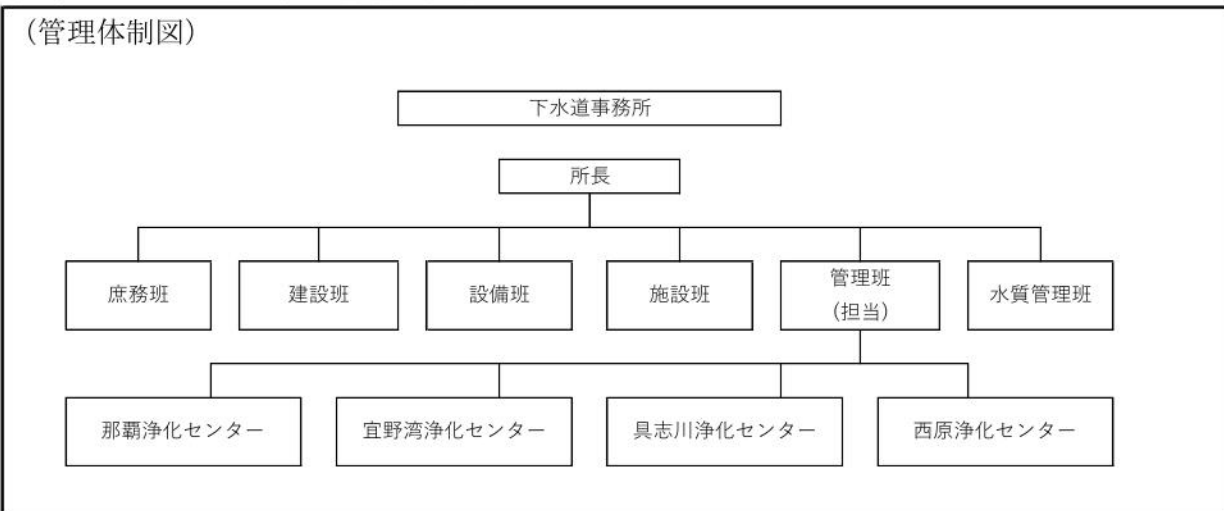 （管理体制図）
下水道事務所
所長
庶務班
建設班
設備班
施設班
管理班
（担当）
水質管理班
那覇浄化センター
宜野湾浄化センター
具志川浄化センター
西原浄化センター